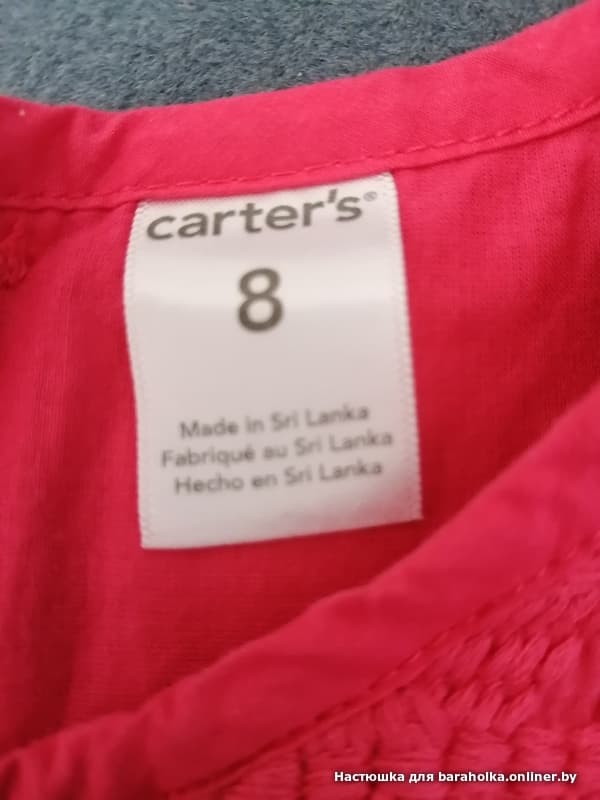 carter's®
8
Made in Sri Lanka
Fabriqué au Sri Lanka
Hecho en Sri Lanka
Настюшка для baraholka.onliner.by